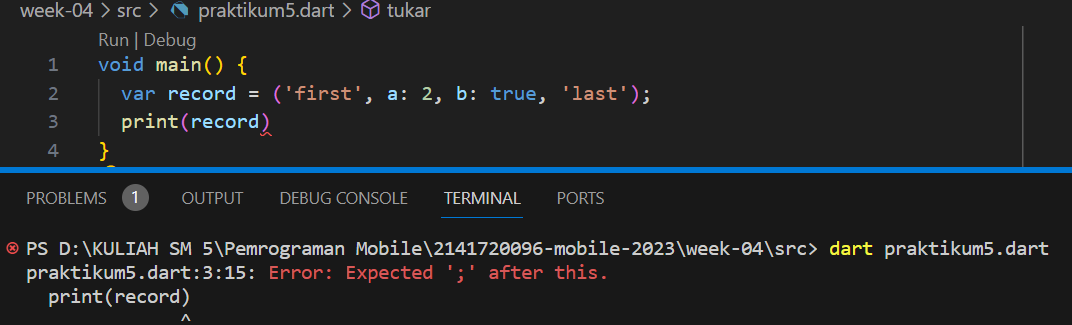 week-04 > src > praktikum5.dart > tukar
Run | Debug
1 void main() {
2 var record = ('first', a: 2, b: true, 'last');
3 print(record)
4 }
PROBLEMS 1 OUTPUT DEBUG CONSOLE TERMINAL PORTS
PS D:\KULIAH SM 5\Pemrograman Mobile\2141720096-mobile-2023\week-04\src> dart praktikum5.dart
praktikum5.dart:3:15: Error: Expected ';' after this.
print(record)
^